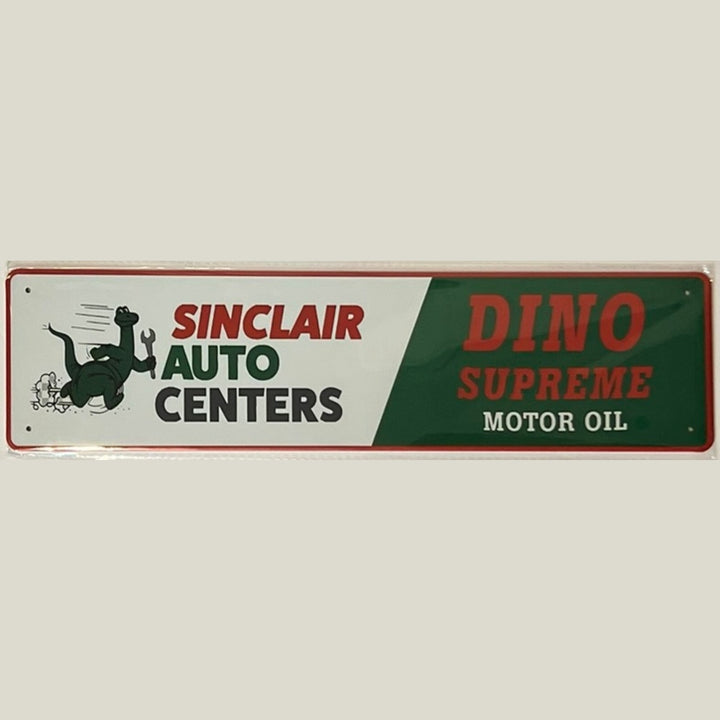 SINCLAIR
AUTO
CENTERS
DINO
SUPREME
MOTOR OIL